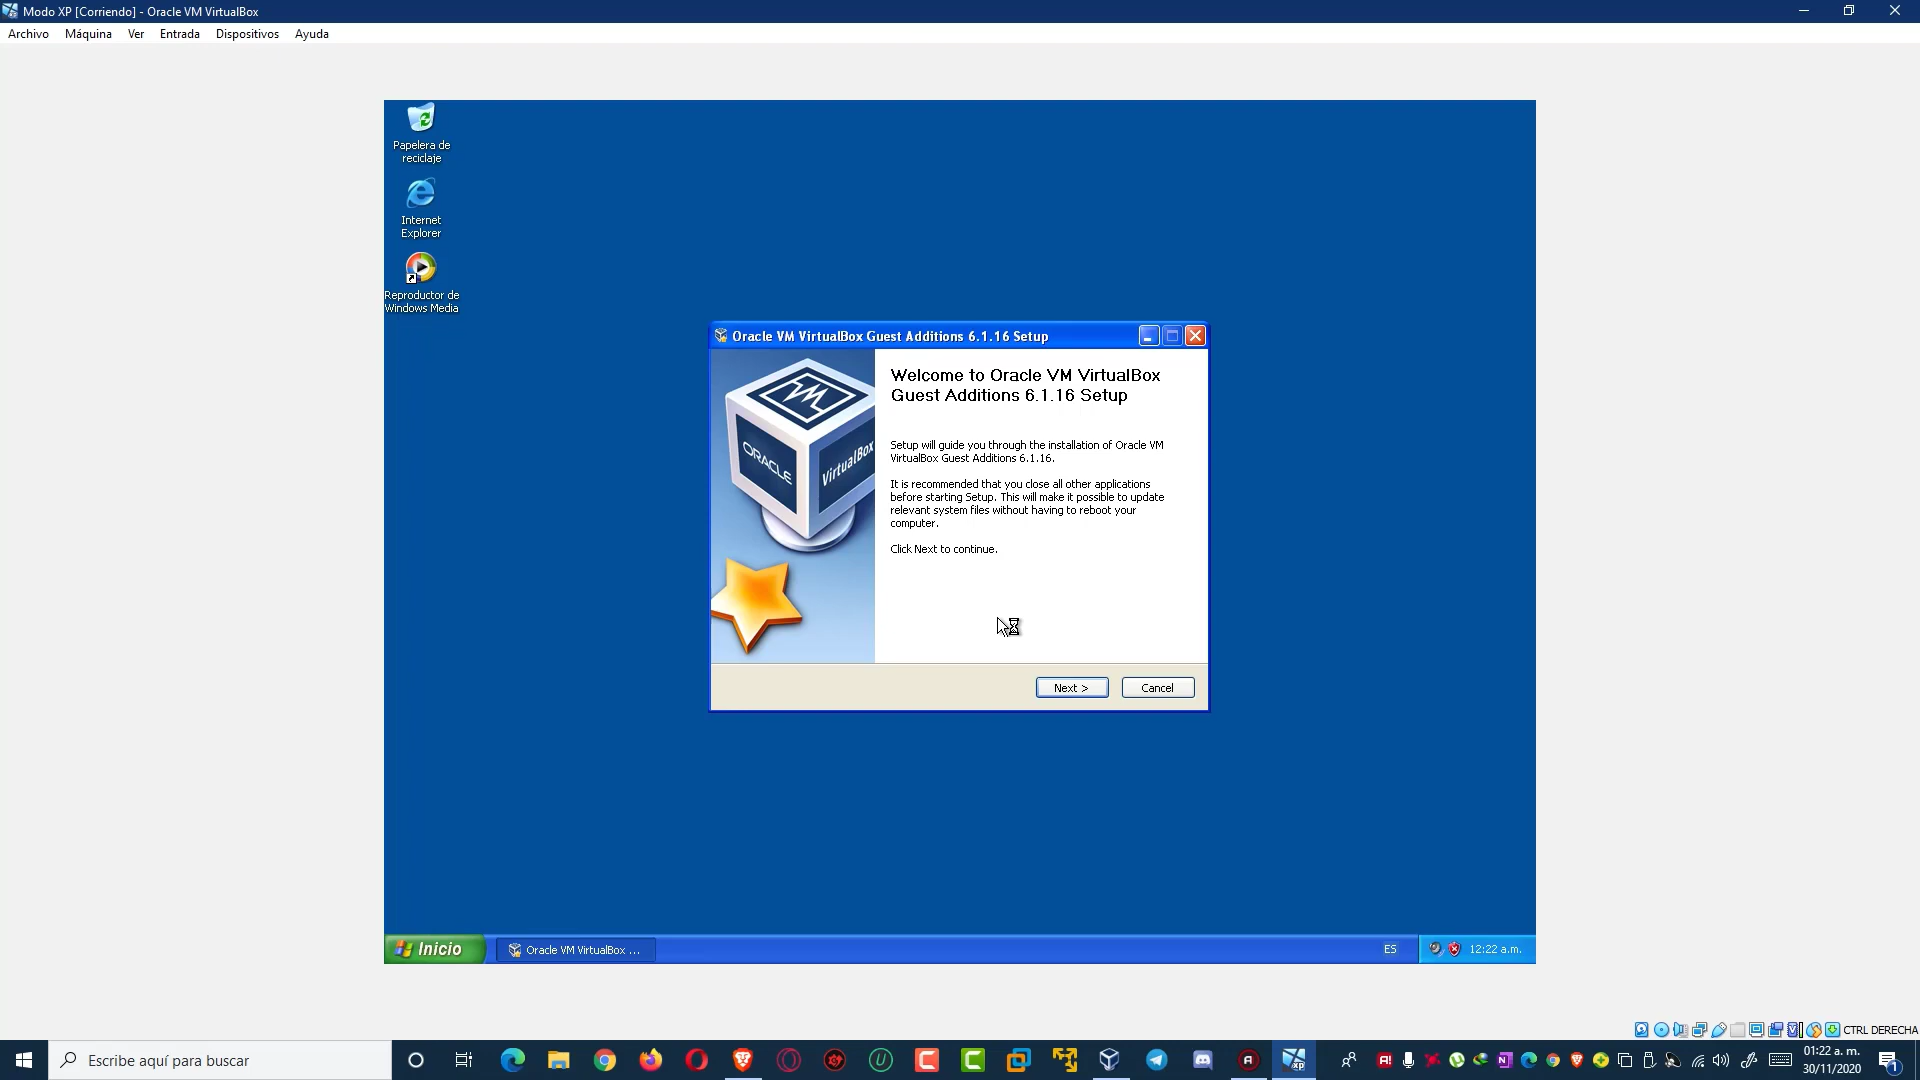 Modo XP [Corriendo] - Oracle VM VirtualBox
Archivo Máquina Ver Entrada Dispositivos Ayuda
Papelera de
reciclaje
Internet
Explorer
Reproductor de
Windows Media
Oracle VM VirtualBox Guest Additions 6.1.16 Setup
ORACLE
VirtualBox
Welcome to Oracle VM VirtualBox
Guest Additions 6.1.16 Setup
Setup will guide you through the installation of Oracle VM
VirtualBox Guest Additions 6.1.16.
It is recommended that you close all other applications
before starting Setup. This will make it possible to update
relevant system files without having to reboot your
computer.
Click Next to continue.
Next >
Cancel
Inicio
Oracle VM VirtualBox ...
ES
12:22 a.m.
CTRL DERECHA
Escribe aquí para buscar
xp
01:22 a. m.
30/11/2020
1